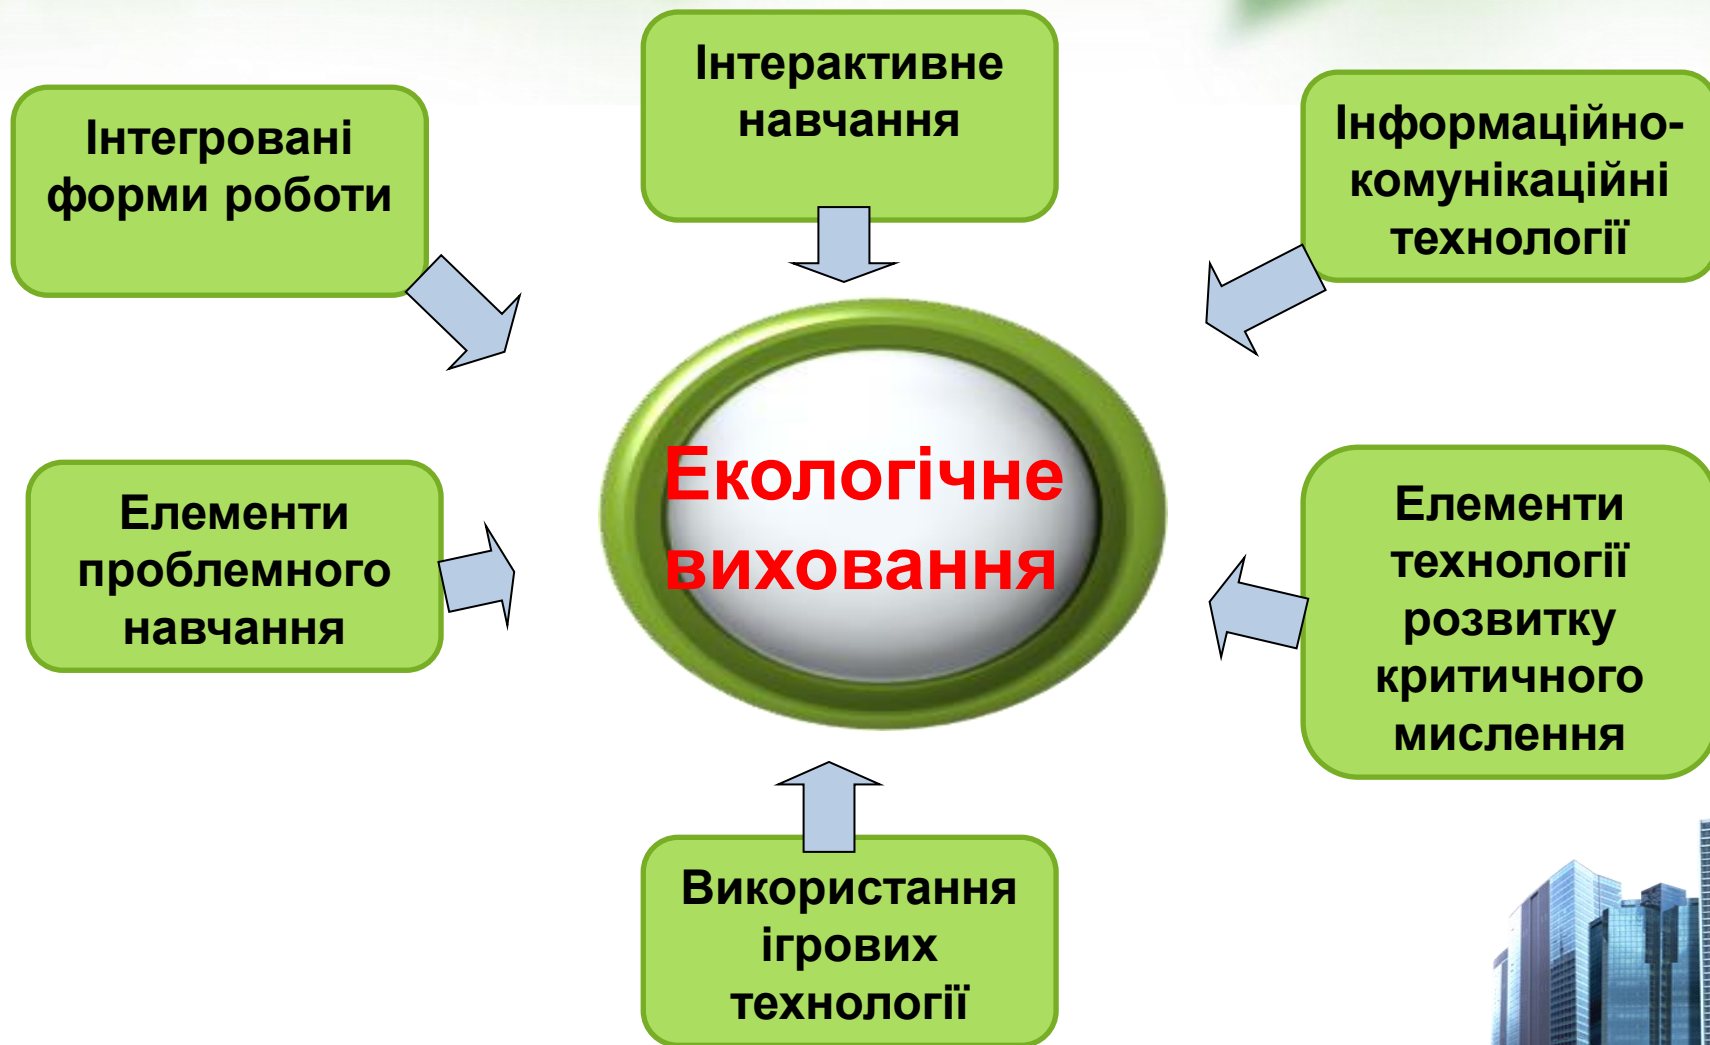 Інтерактивне
навчання
Інтегровані
форми роботи
Інформаційно-
комунікаційні
технології
Екологічне
виховання
Елементи
проблемного
навчання
Елементи
технології
розвитку
критичного
мислення
Використання
ігрових
технології